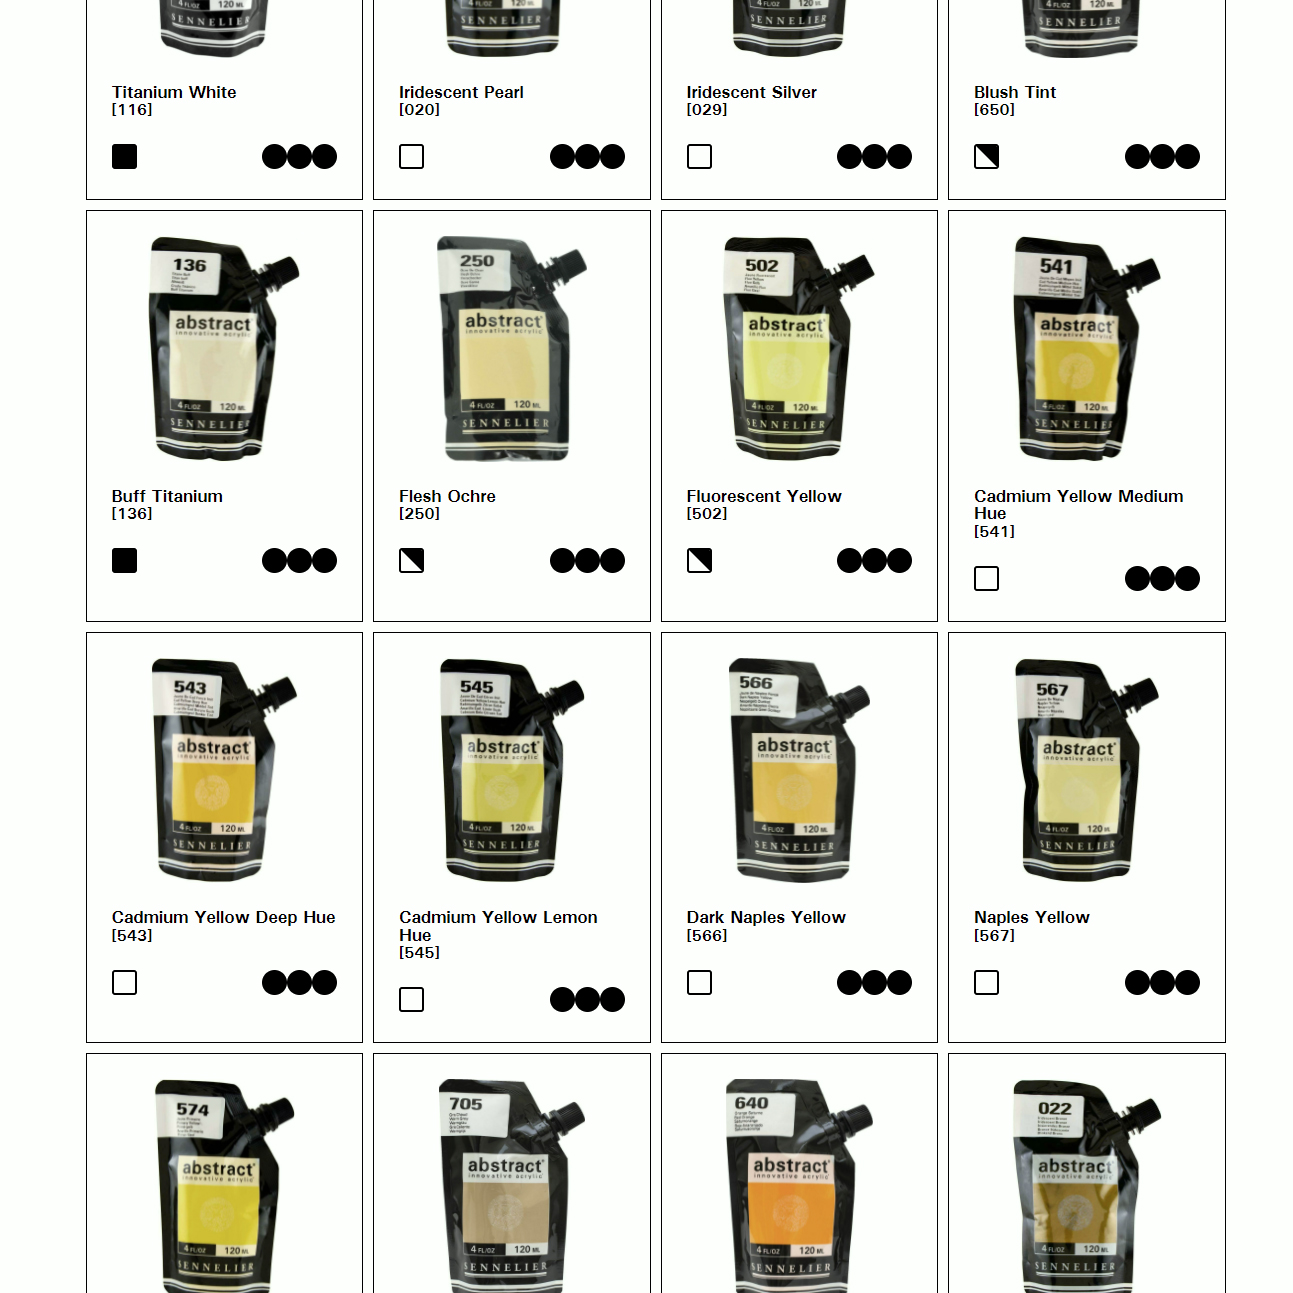 4 FL/OZ 120 ML
SENNELIER
Titanium White
[116]
4 FL/OZ 120 ML
SENNELIER
Iridescent Pearl
[020]
4 FL/OZ 120 ML
SENNELIER
Iridescent Silver
[029]
4 FL/OZ 120 ML
SENNELIER
Blush Tint
[650]
136
abstract
innovative acrylic
4 FL/OZ 120 ML
SENNELIER
Buff Titanium
[136]
250
abstract
innovative acrylic
4 FL/OZ 120 ML
SENNELIER
Flesh Ochre
[250]
502
abstract
innovative acrylic
4 FL/OZ 120 ML
SENNELIER
Fluorescent Yellow
[502]
541
abstract
innovative acrylic
4 FL/OZ 120 ML
SENNELIER
Cadmium Yellow Medium
Hue
[541]
543
abstract
innovative acrylic
4 FL/OZ 120 ML
SENNELIER
Cadmium Yellow Deep Hue
[543]
545
abstract
innovative acrylic
4 FL/OZ 120 ML
SENNELIER
Cadmium Yellow Lemon
Hue
[545]
566
abstract
innovative acrylic
4 FL/OZ 120 ML
SENNELIER
Dark Naples Yellow
[566]
567
abstract
innovative acrylic
4 FL/OZ 120 ML
SENNELIER
Naples Yellow
[567]
574
abstract
innovative acrylic
4 FL/OZ 120 ML
SENNELIER
705
abstract
innovative acrylic
4 FL/OZ 120 ML
SENNELIER
640
abstract
innovative acrylic
4 FL/OZ 120 ML
SENNELIER
022
abstract
innovative acrylic
4 FL/OZ 120 ML
SENNELIER